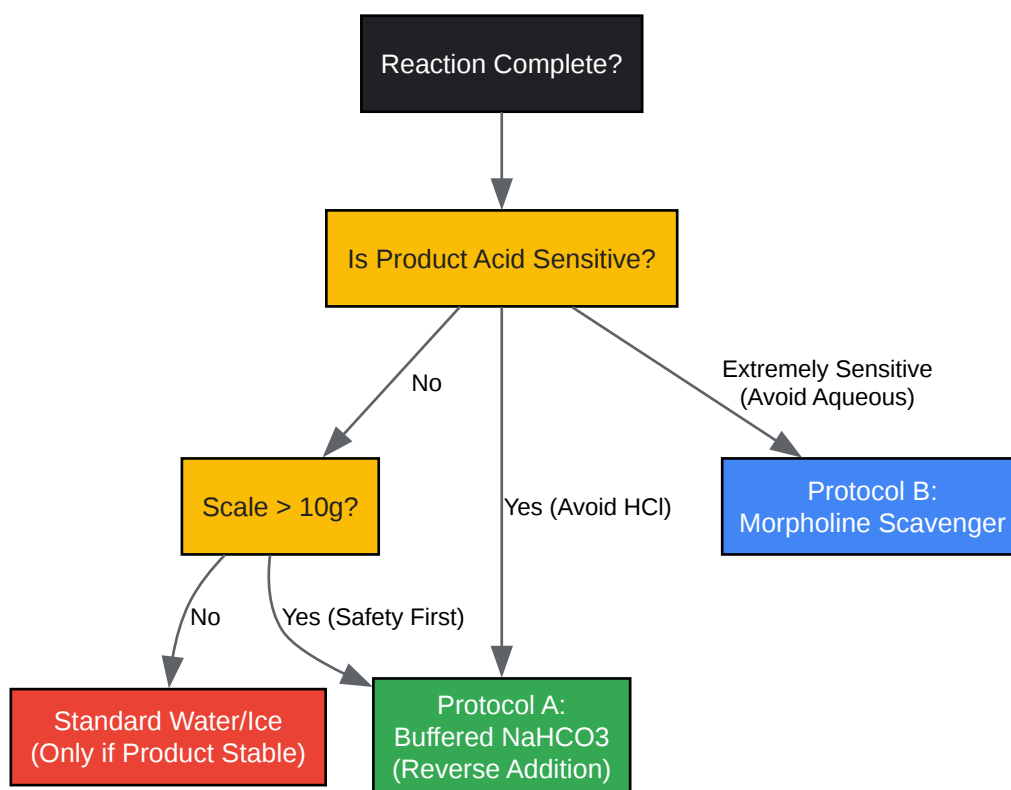 Reaction Complete?
Is Product Acid Sensitive?
No
Extremely Sensitive
(Avoid Aqueous)
Scale > 10g?
Yes (Avoid HCl)
Protocol B:
Morpholine Scavenger
No
Yes (Safety First)
Standard Water/Ice
(Only if Product Stable)
Protocol A:
Buffered NaHCO3
(Reverse Addition)